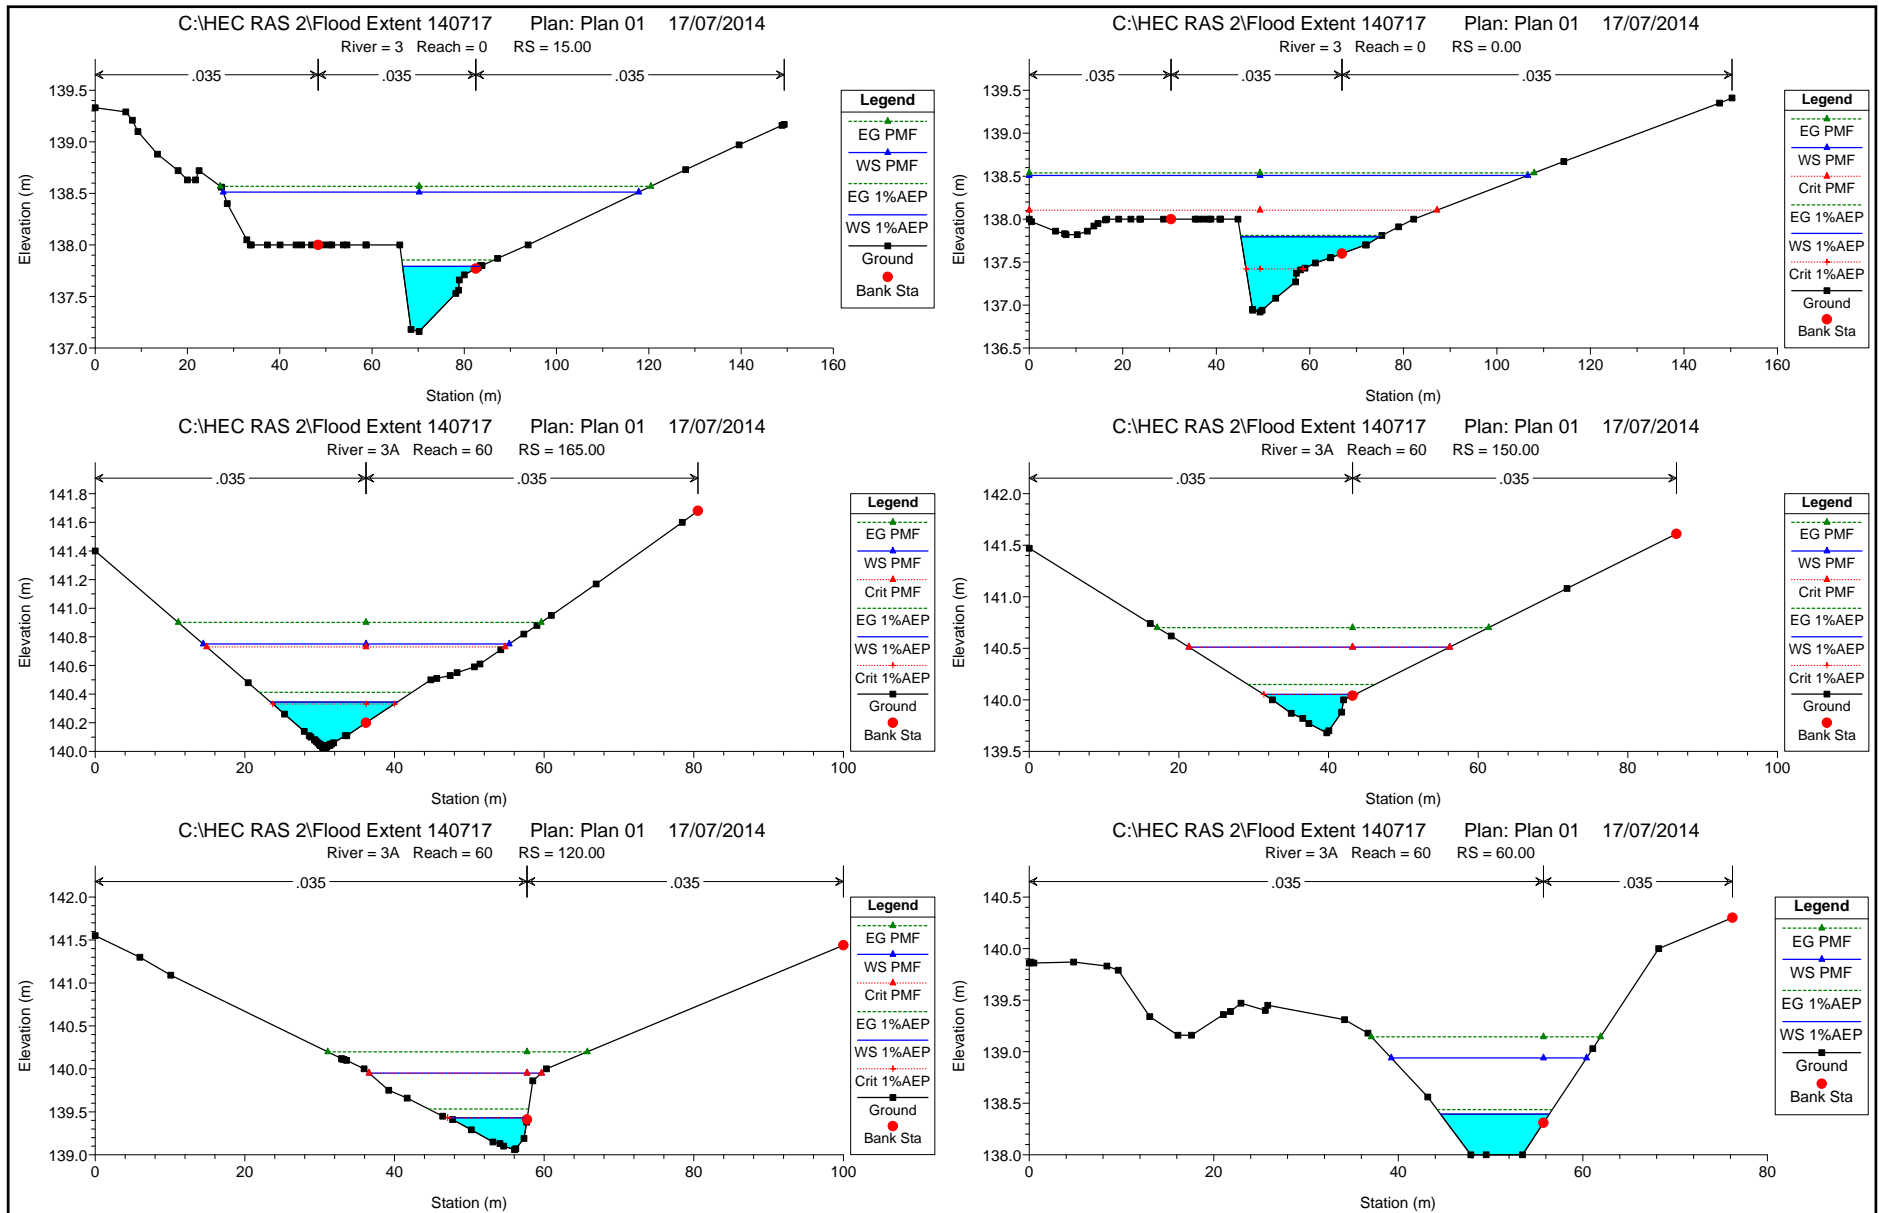 C:\HEC RAS 2\Flood Extent 140717 Plan: Plan 01 17/07/2014
River = 3 Reach = 0 RS = 15.00
.035 .035 .035
139.5
139.0
138.5
138.0
137.5
137.0
Elevation (m)
0 20 40 60 80 100 120 140 160
Station (m)
Legend
EG PMF
WS PMF
EG 1%AEP
WS 1%AEP
Ground
Bank Sta
C:\HEC RAS 2\Flood Extent 140717 Plan: Plan 01 17/07/2014
River = 3 Reach = 0 RS = 0.00
.035 .035 .035
139.5
139.0
138.5
138.0
137.5
137.0
136.5
Elevation (m)
0 20 40 60 80 100 120 140 160
Station (m)
Legend
EG PMF
WS PMF
Crit PMF
EG 1%AEP
WS 1%AEP
Crit 1%AEP
Ground
Bank Sta
C:\HEC RAS 2\Flood Extent 140717 Plan: Plan 01 17/07/2014
River = 3A Reach = 60 RS = 165.00
.035 .035
141.8
141.6
141.4
141.2
141.0
140.8
140.6
140.4
140.2
140.0
Elevation (m)
0 20 40 60 80 100
Station (m)
Legend
EG PMF
WS PMF
Crit PMF
EG 1%AEP
WS 1%AEP
Crit 1%AEP
Ground
Bank Sta
C:\HEC RAS 2\Flood Extent 140717 Plan: Plan 01 17/07/2014
River = 3A Reach = 60 RS = 150.00
.035 .035
142.0
141.5
141.0
140.5
140.0
139.5
Elevation (m)
0 20 40 60 80 100
Station (m)
Legend
EG PMF
WS PMF
Crit PMF
EG 1%AEP
WS 1%AEP
Crit 1%AEP
Ground
Bank Sta
C:\HEC RAS 2\Flood Extent 140717 Plan: Plan 01 17/07/2014
River = 3A Reach = 60 RS = 120.00
.035 .035
142.0
141.5
141.0
140.5
140.0
139.5
139.0
Elevation (m)
0 20 40 60 80 100
Station (m)
Legend
EG PMF
WS PMF
Crit PMF
EG 1%AEP
WS 1%AEP
Crit 1%AEP
Ground
Bank Sta
C:\HEC RAS 2\Flood Extent 140717 Plan: Plan 01 17/07/2014
River = 3A Reach = 60 RS = 60.00
.035 .035
140.5
140.0
139.5
139.0
138.5
138.0
Elevation (m)
0 20 40 60 80
Station (m)
Legend
EG PMF
WS PMF
EG 1%AEP
WS 1%AEP
Ground
Bank Sta